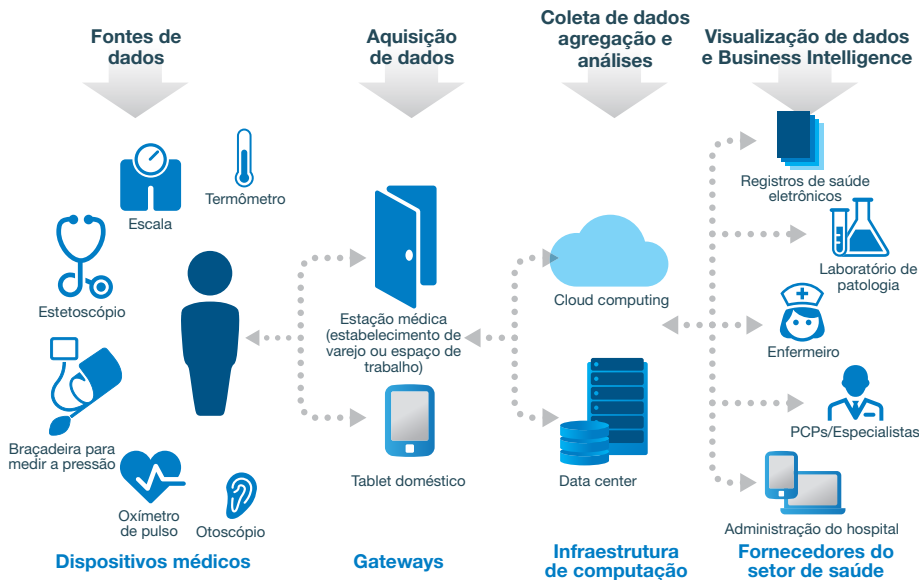 Fontes de
dados
Aquisição
de dados
Coleta de dados
agregação e
análises
Visualização de dados
e Business Intelligence
Termômetro
Escala
Estetoscópio
Braçadeira para
medir a pressão
Oxímetro
de pulso
Otoscópio
Dispositivos médicos
Estação médica
(estabelecimento de
varejo ou espaço de
trabalho)
Tablet doméstico
Gateways
Cloud computing
Data center
Infraestrutura
de computação
Registros de saúde
eletrônicos
Laboratório de
patologia
Enfermeiro
PCPs/Especialistas
Administração do hospital
Fornecedores do
setor de saúde